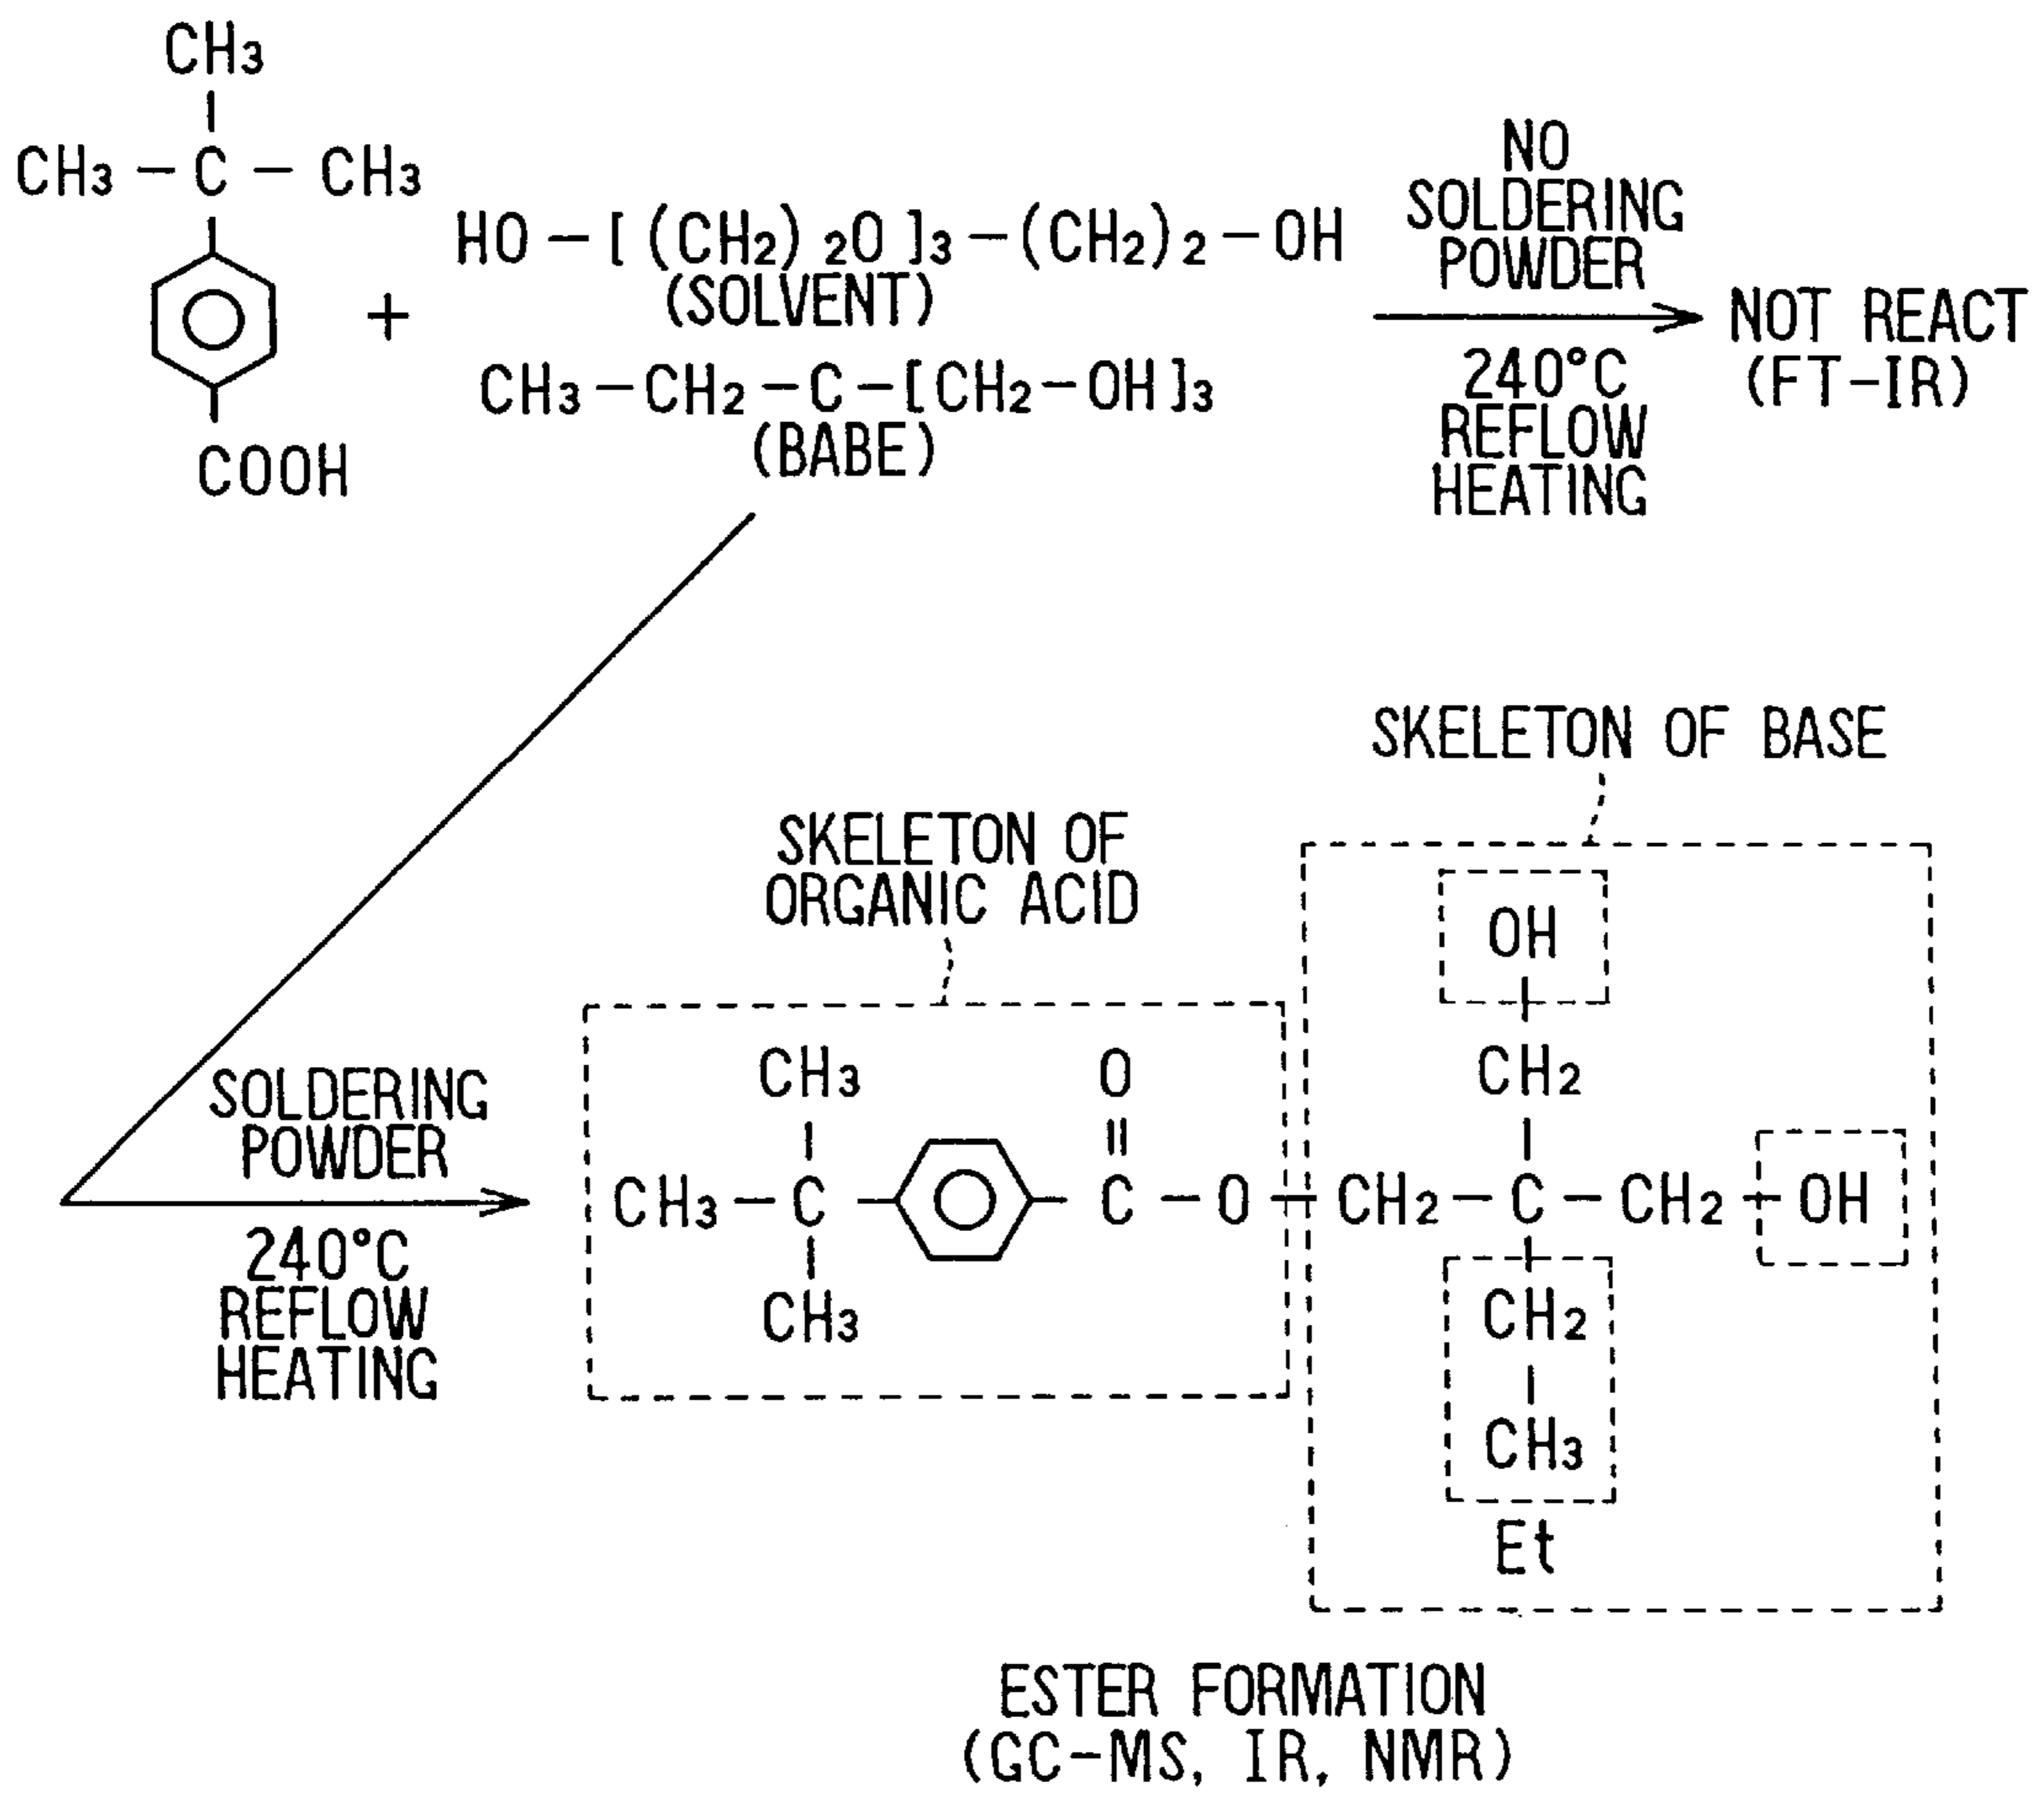 CH3
CH3 - C - CH3
COOH
+
HO - [ (CH2) 2O ]3 - (CH2)2 - OH
(SOLVENT)
CH3 - CH2 - C - [CH2 - OH ]3
(BABE)
NO
SOLDERING
POWDER
240°C
REFLOW
HEATING
NOT REACT
(FT-IR)
SOLDERING
POWDER
240°C
REFLOW
HEATING
SKELETON OF
ORGANIC ACID
SKELETON OF BASE
OH
CH3
O
CH2
CH3 - C - C - O - CH2 - C - CH2 - OH
CH3
CH2
CH3
Et
ESTER FORMATION
(GC-MS, IR, NMR)